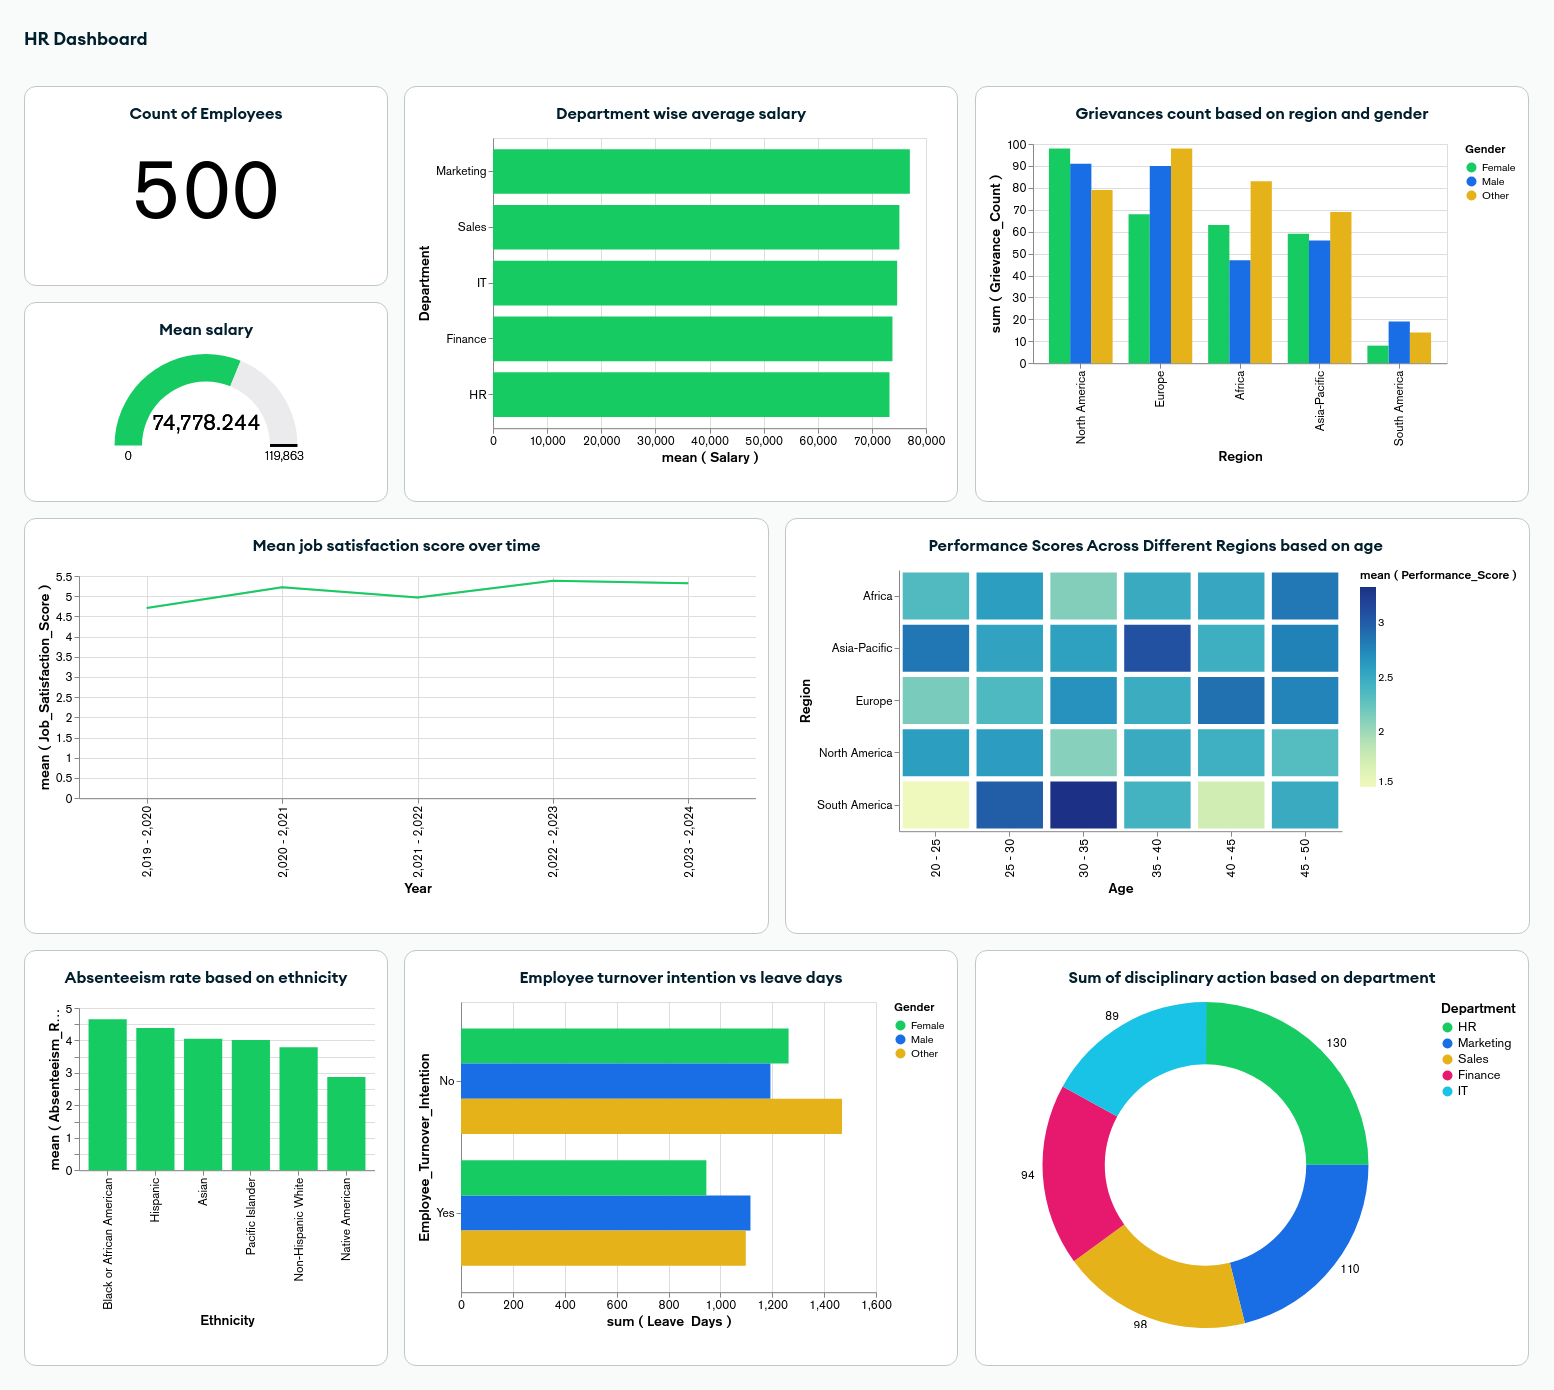 HR Dashboard
Count of Employees
500
Mean salary
74,778.244
0
119,863
Department wise average salary
Department
Marketing
Sales
IT
Finance
HR
0 10,000 20,000 30,000 40,000 50,000 60,000 70,000 80,000
mean ( Salary )
Grievances count based on region and gender
sum ( Grievance_Count )
100
90
80
70
60
50
40
30
20
10
0
North America
Europe
Africa
Asia-Pacific
South America
Region
Gender
Female
Male
Other
Mean job satisfaction score over time
mean ( Job_Satisfaction_Score )
5.5
5
4.5
4
3.5
3
2.5
2
1.5
1
0.5
0
2,019 - 2,020
2,020 - 2,021
2,021 - 2,022
2,022 - 2,023
2,023 - 2,024
Year
Performance Scores Across Different Regions based on age
Region
Africa
Asia-Pacific
Europe
North America
South America
20 - 25
25 - 30
30 - 35
35 - 40
40 - 45
45 - 50
Age
mean ( Performance_Score )
3
2.5
2
1.5
Absenteeism rate based on ethnicity
mean ( Absenteeism_R...
5
4
3
2
1
0
Black or African American
Hispanic
Asian
Pacific Islander
Non-Hispanic White
Native American
Ethnicity
Employee turnover intention vs leave days
Employee_Turnover_Intention
No
Yes
0 200 400 600 800 1,000 1,200 1,400 1,600
sum ( Leave Days )
Gender
Female
Male
Other
Sum of disciplinary action based on department
89
130
94
110
98
Department
HR
Marketing
Sales
Finance
IT